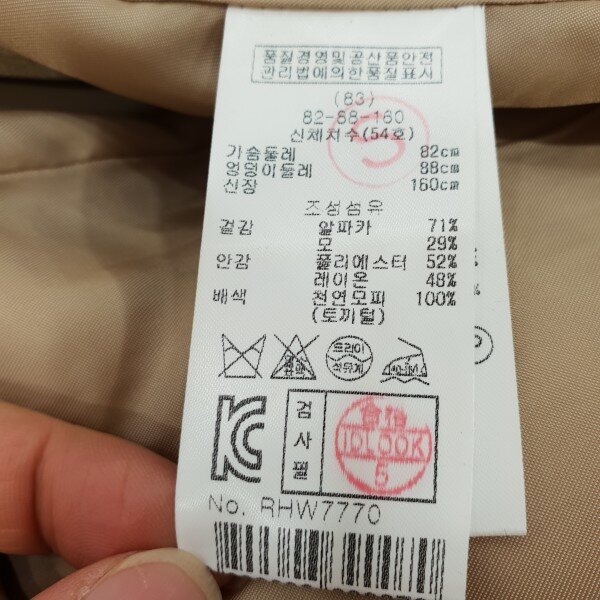 품질경영및공산품안전
관리법에의한품질표시
(83)
82-88-160
신체치수(54호)
S
가슴둘레 82cm
엉덩이둘레 88cm
신장 160cm
조성섬유
겉감 알파카 71%
모 29%
안감 폴리에스터 52%
레이온 48%
배색 천연모피 100%
(토끼털)
드라이
석유계
검
사
필
IDLOOK
5
No. RHW7770